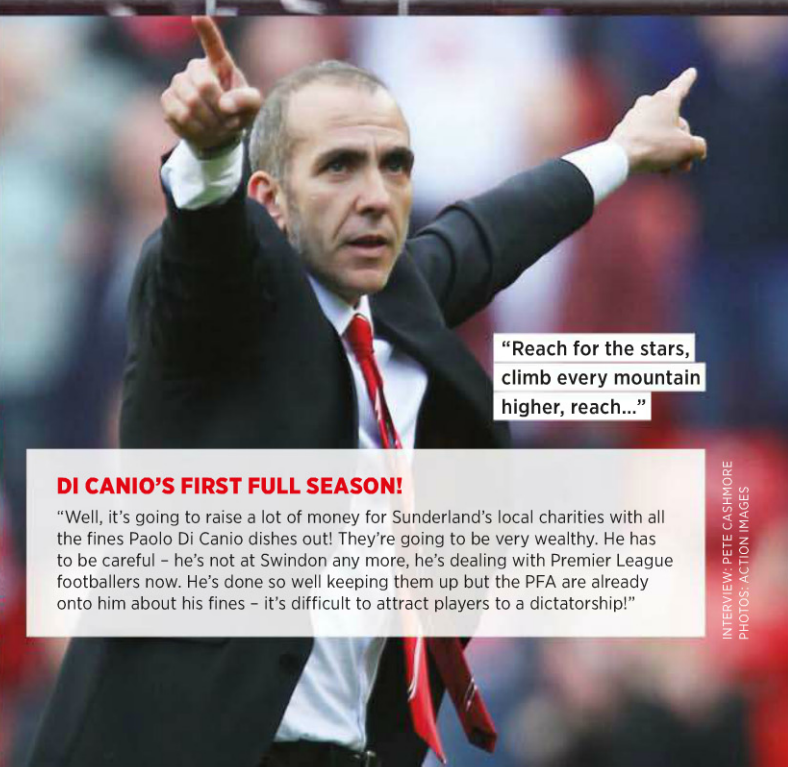 “Reach for the stars,
climb every mountain
higher, reach...”
DI CANIO’S FIRST FULL SEASON!
“Well, it’s going to raise a lot of money for Sunderland’s local charities with all
the fines Paolo Di Canio dishes out! They’re going to be very wealthy. He has
to be careful – he’s not at Swindon any more, he’s dealing with Premier League
footballers now. He’s done so well keeping them up but the PFA are already
onto him about his fines – it’s difficult to attract players to a dictatorship!”
INTERVIEW: PETE CASHMORE
PHOTOS: ACTION IMAGES